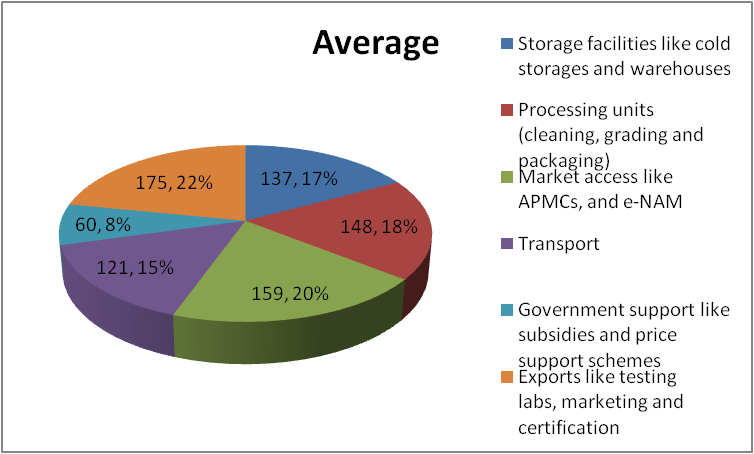 Average
137, 17%
148, 18%
159, 20%
121, 15%
60, 8%
175, 22%
Storage facilities like cold
storages and warehouses
Processing units
(cleaning, grading and
packaging)
Market access like
APMCs, and e-NAM
Transport
Government support like
subsidies and price
support schemes
Exports like testing
labs, marketing and
certification